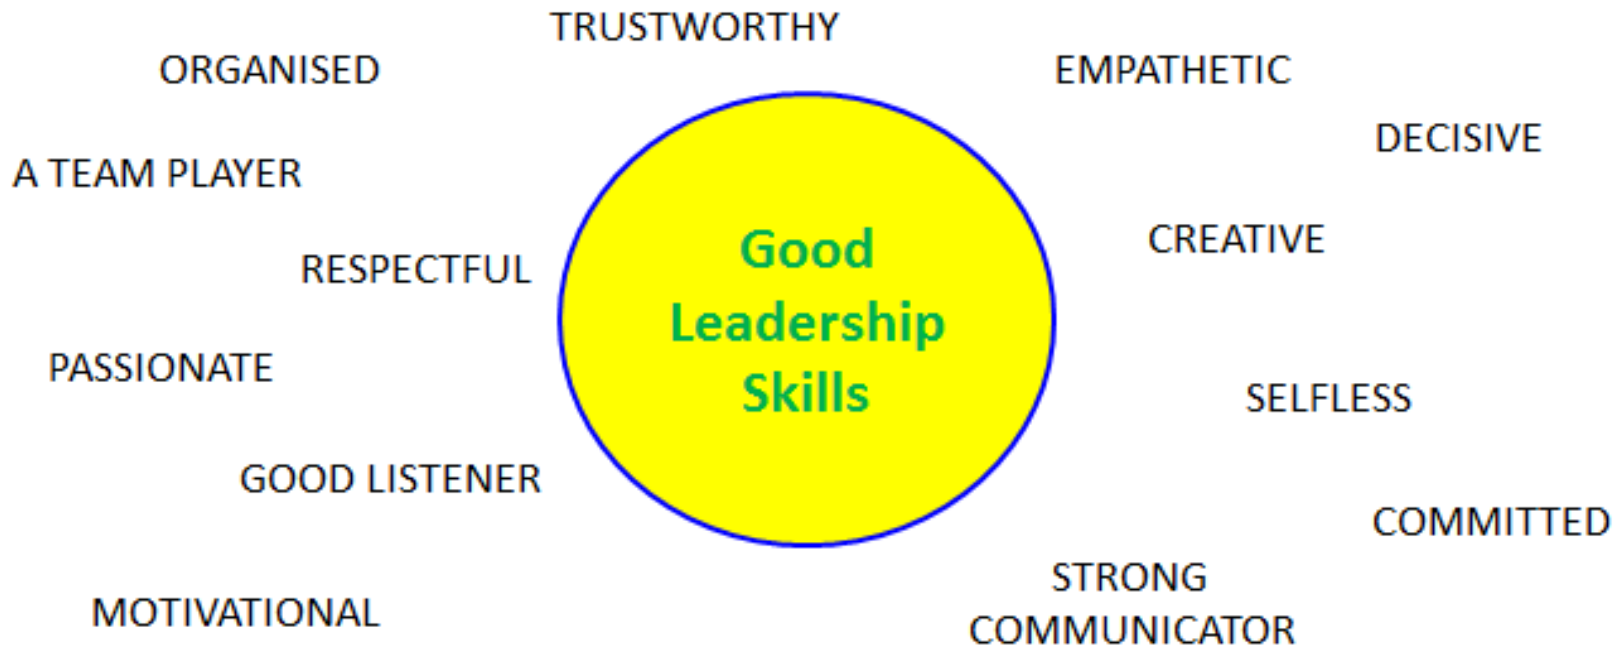 TRUSTWORTHY
ORGANISED
EMPATHETIC
DECISIVE
A TEAM PLAYER
CREATIVE
RESPECTFUL
Good
Leadership
Skills
PASSIONATE
SELFLESS
GOOD LISTENER
COMMITTED
STRONG
COMMUNICATOR
MOTIVATIONAL